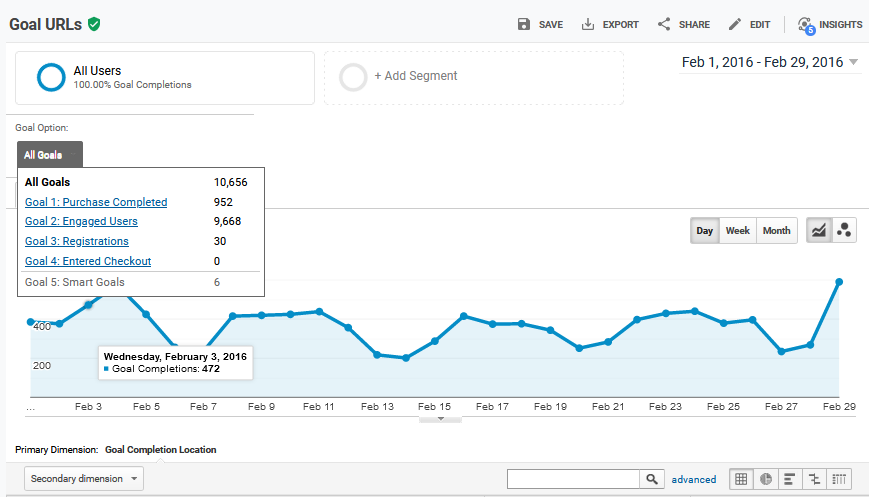 Goal URLs
SAVE EXPORT SHARE EDIT 5 INSIGHTS
All Users
100.00% Goal Completions
+ Add Segment
Feb 1, 2016 - Feb 29, 2016
Goal Option:
All Goals
All Goals 10,656
Goal 1: Purchase Completed 952
Goal 2: Engaged Users 9,668
Goal 3: Registrations 30
Goal 4: Entered Checkout 0
Goal 5: Smart Goals 6
Day Week Month
400
200
Wednesday, February 3, 2016
Goal Completions: 472
... Feb 3 Feb 5 Feb 7 Feb 9 Feb 11 Feb 13 Feb 15 Feb 17 Feb 19 Feb 21 Feb 23 Feb 25 Feb 27 Feb 29
Primary Dimension: Goal Completion Location
Secondary dimension advanced